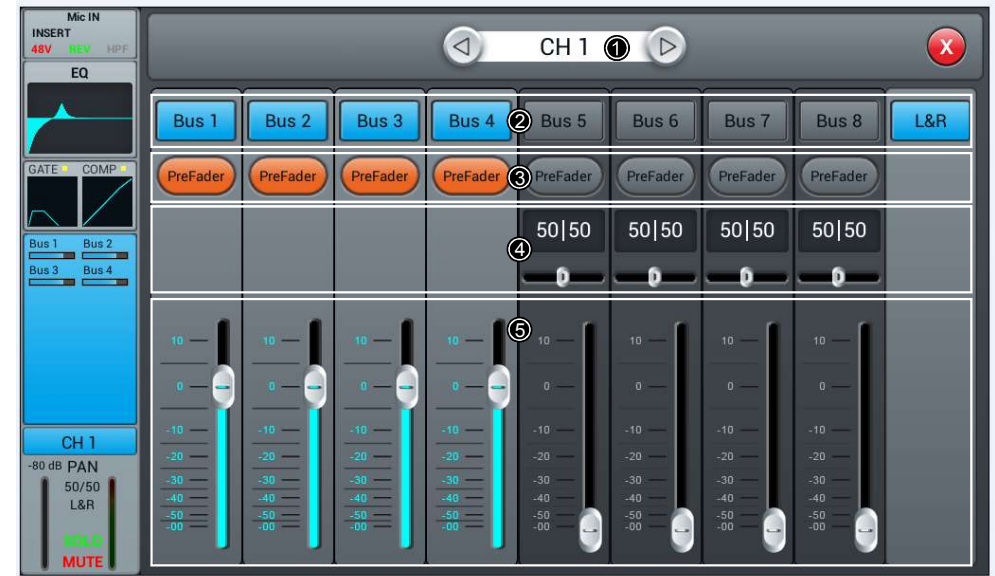 Mic IN
INSERT
48V REV HPF
EQ
GATE COMP
Bus 1 Bus 2
Bus 3 Bus 4
CH 1
-80 dB PAN
50/50
L&R
SOLO
MUTE
CH 1 ①
X
Bus 1 Bus 2 Bus 3 Bus 4 ② Bus 5 Bus 6 Bus 7 Bus 8 L&R
PreFader PreFader PreFader PreFader ③ PreFader PreFader PreFader PreFader
50|50 50|50 50|50 50|50
④
⑤
10 10 10 10 10 10 10 10
0 0 0 0 0 0 0 0
-10 -10 -10 -10 -10 -10 -10 -10
-20 -20 -20 -20 -20 -20 -20 -20
-30 -30 -30 -30 -30 -30 -30 -30
-40 -40 -40 -40 -40 -40 -40 -40
-50 -50 -50 -50 -50 -50 -50 -50
-00 -00 -00 -00 -00 -00 -00 -00